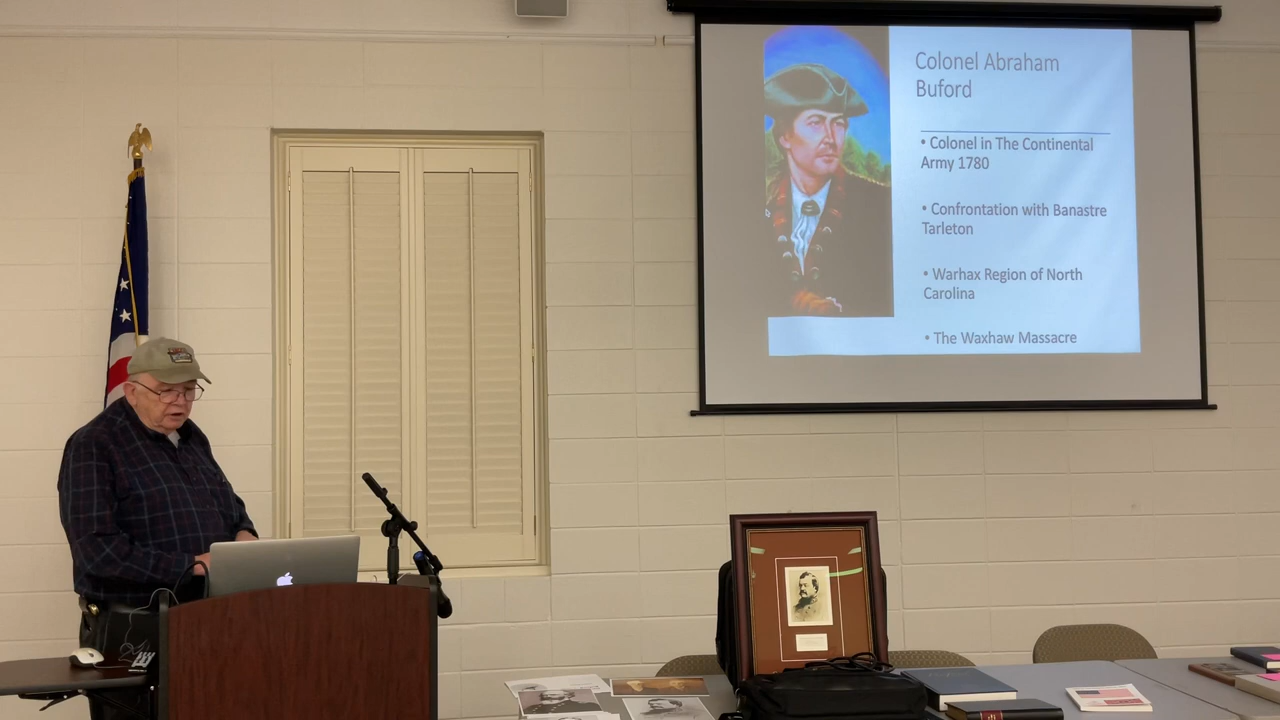 Colonel Abraham
Buford
• Colonel in The Continental
Army 1780
• Confrontation with Banastre
Tarleton
• Warhax Region of North
Carolina
• The Waxhaw Massacre